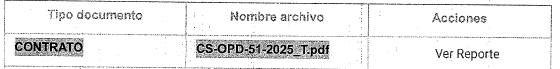 Tipo documento Nombre archivo Acciones
CONTRATO CS-OPD-51-2025_T.pdf Ver Reporte